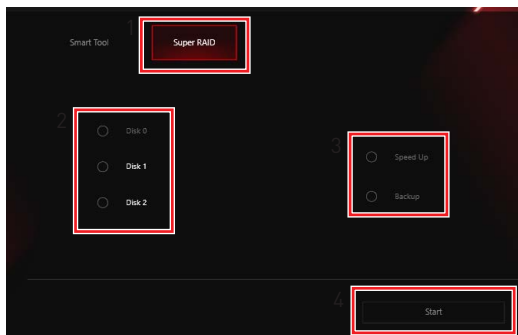 1
Smart Tool
Super RAID
2
Disk 0
Disk 1
Disk 2
3
Speed Up
Backup
4
Start